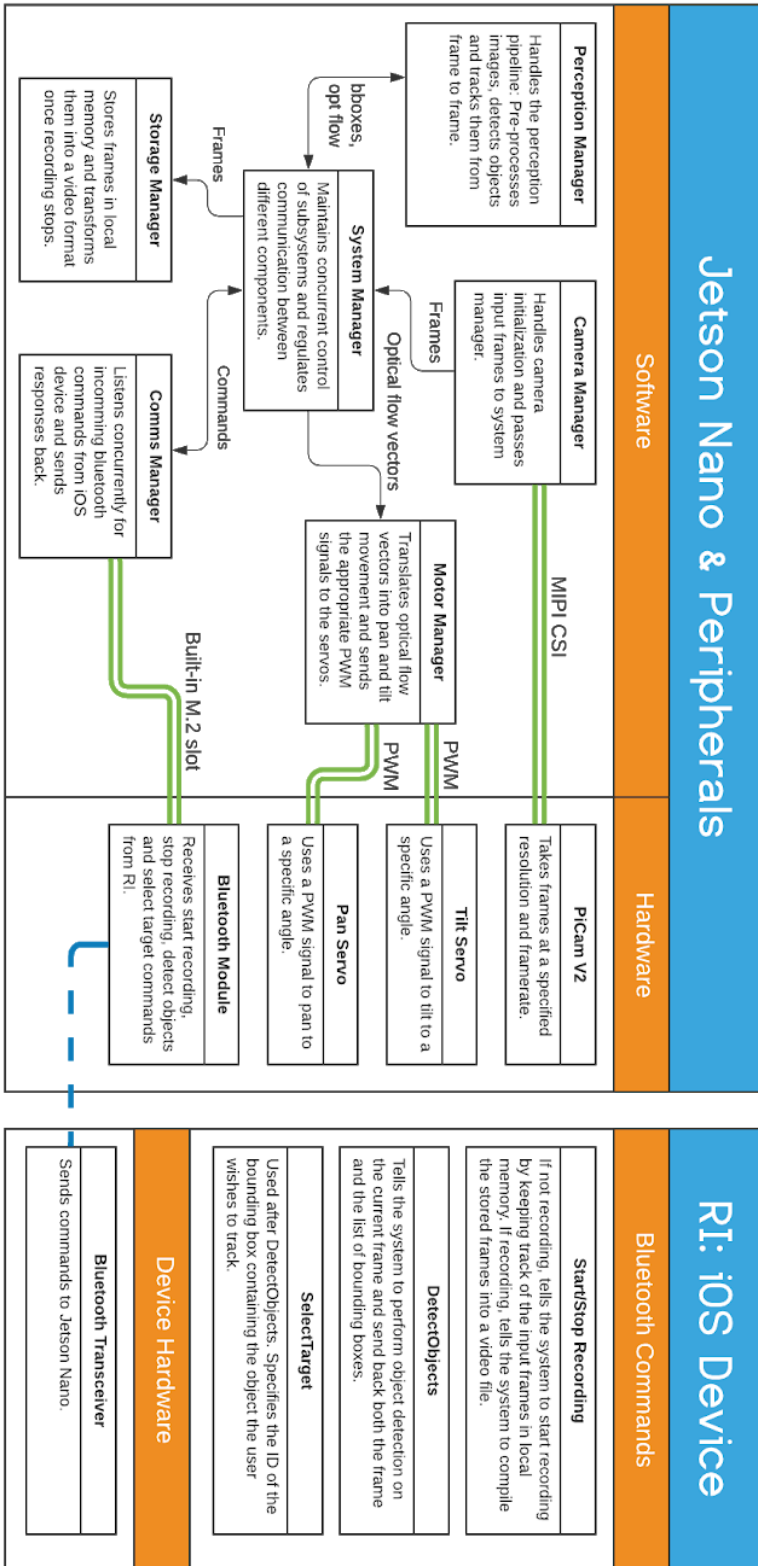 Jetson Nano & Peripherals
Software
Hardware
Perception Manager
Handles the perception
pipeline: Pre-processes
images, detects objects
and tracks them from
frame to frame.
Camera Manager
Handles camera
initialization and passes
input frames to system
manager.
MIPI CSI
PiCam V2
Takes frames at a specified
resolution and framerate.
bboxes,
opt flow
Frames
System Manager
Maintains concurrent control
of subsystems and regulates
communication between
different components.
Optical flow vectors
Motor Manager
Translates optical flow
vectors into pan and tilt
movement and sends
the appropriate PWM
signals to the servos.
PWM
PWM
Tilt Servo
Uses a PWM signal to tilt to a
specific angle.
Pan Servo
Uses a PWM signal to pan to
a specific angle.
Frames
Commands
Storage Manager
Stores frames in local
memory and transforms
them into a video format
once recording stops.
Comms Manager
Listens concurrently for
incomming bluetooth
commands from iOS
device and sends
responses back.
Built-in M.2 slot
Bluetooth Module
Receives start recording,
stop recording, detect objects
and select target commands
from RI.
RI: iOS Device
Bluetooth Commands
Start/Stop Recording
If not recording, tells the system to start recording
by keeping track of the input frames in local
memory. If recording, tells the system to compile
the stored frames into a video file.
DetectObjects
Tells the system to perform object detection on
the current frame and send back both the frame
and the list of bounding boxes.
SelectTarget
Used after DetectObjects. Specifies the ID of the
bounding box containing the object the user
wishes to track.
Device Hardware
Bluetooth Transceiver
Sends commands to Jetson Nano.